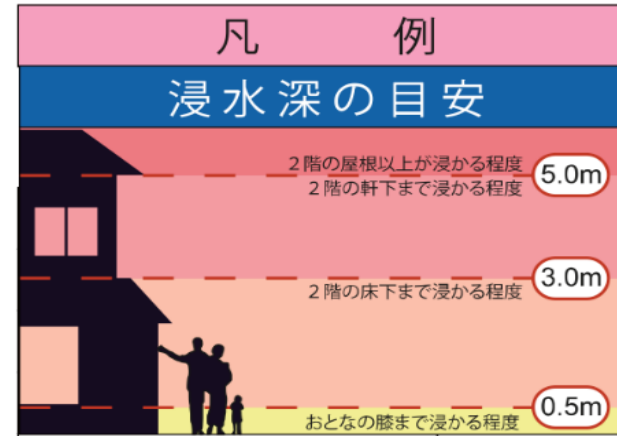 凡例
浸水深の目安
２階の屋根以上が浸かる程度
5.0m
２階の軒下まで浸かる程度
3.0m
２階の床下まで浸かる程度
0.5m
おとなの膝まで浸かる程度